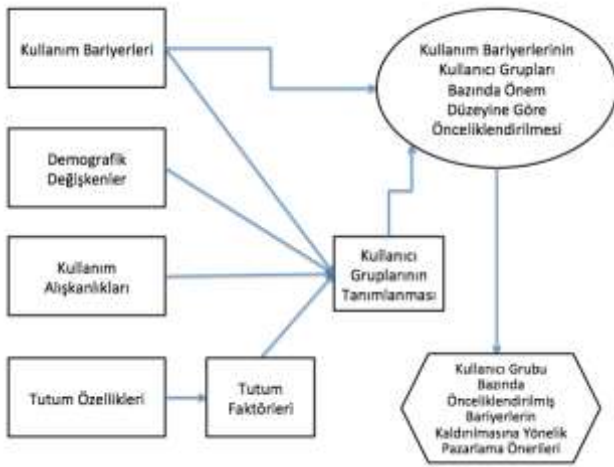 Kullanım Bariyerleri
Kullanım Bariyerlerinin
Kullanıcı Grupları
Bazında Önem
Düzeyine Göre
Önceliklendirilmesi
Demografik
Değişkenler
Kullanım
Alışkanlıkları
Kullanıcı
Gruplarının
Tanımlanması
Tutum Özellikleri
Tutum
Faktörleri
Kullanıcı Grubu
Bazında
Önceliklendirilmiş
Bariyerlerin
Kaldırılmasına Yönelik
Pazarlama Önerileri